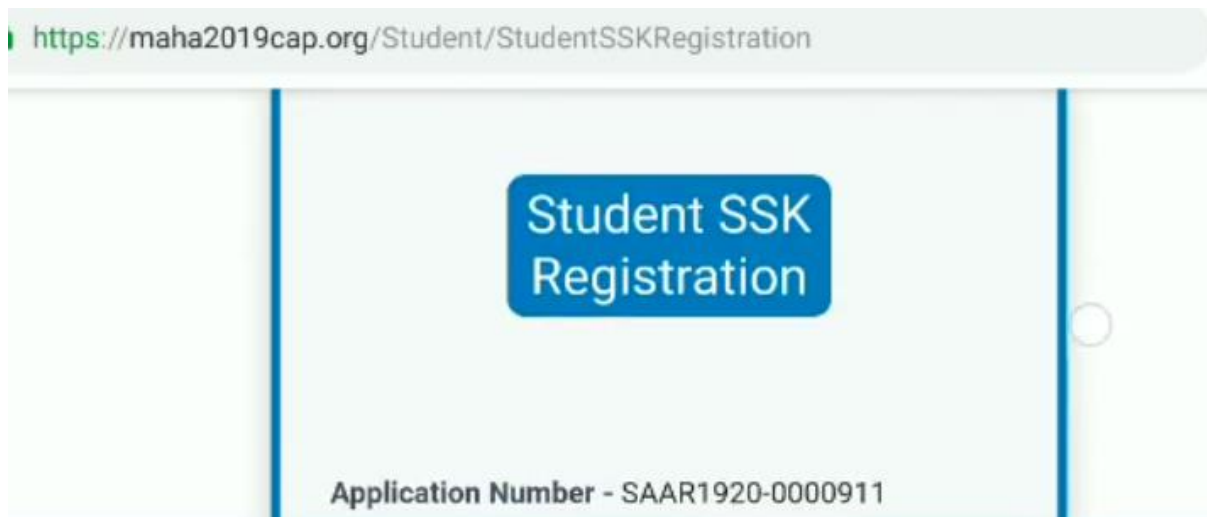 https://maha2019cap.org/Student/StudentSSKRegistration
Student SSK
Registration
Application Number - SAAR1920-0000911